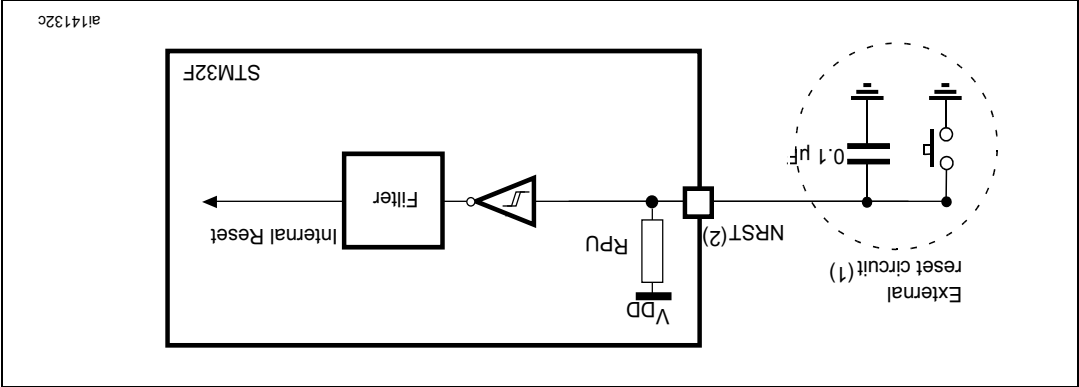 External
reset circuit(1)
VDD
RPU
NRST(2)
Internal Reset
Filter
0.1 µF
STM32F
ai14132c